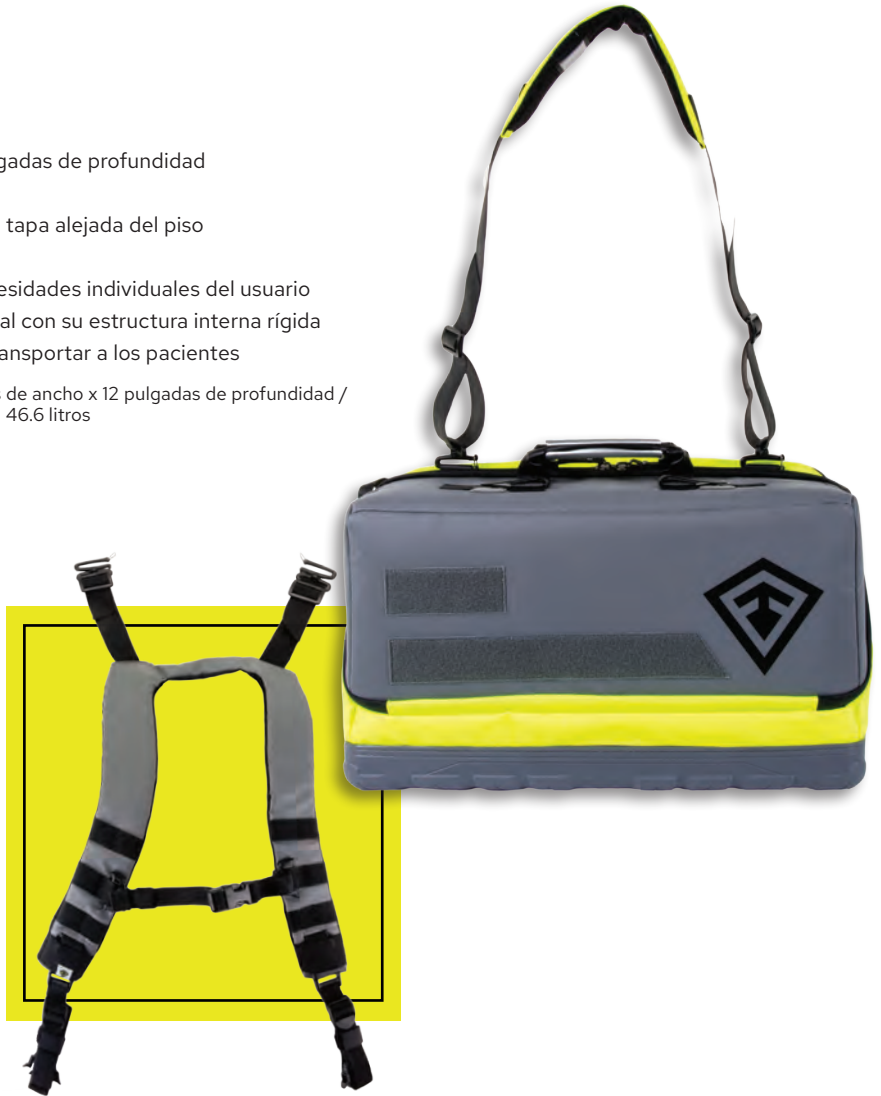 gadas de profundidad
tapa alejada del piso
esidades individuales del usuario
al con su estructura interna rígida
ansportar a los pacientes
de ancho x 12 pulgadas de profundidad /
46.6 litros